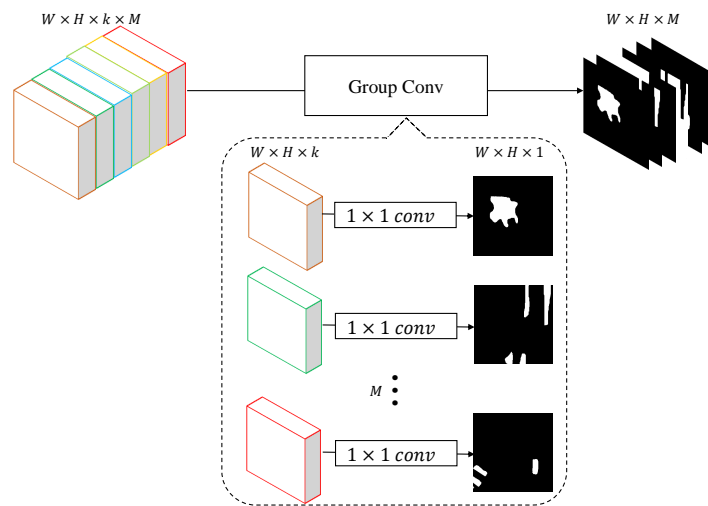 W × H × k × M
W × H × M
Group Conv
W × H × k
W × H × 1
1 × 1 conv
1 × 1 conv
M
1 × 1 conv